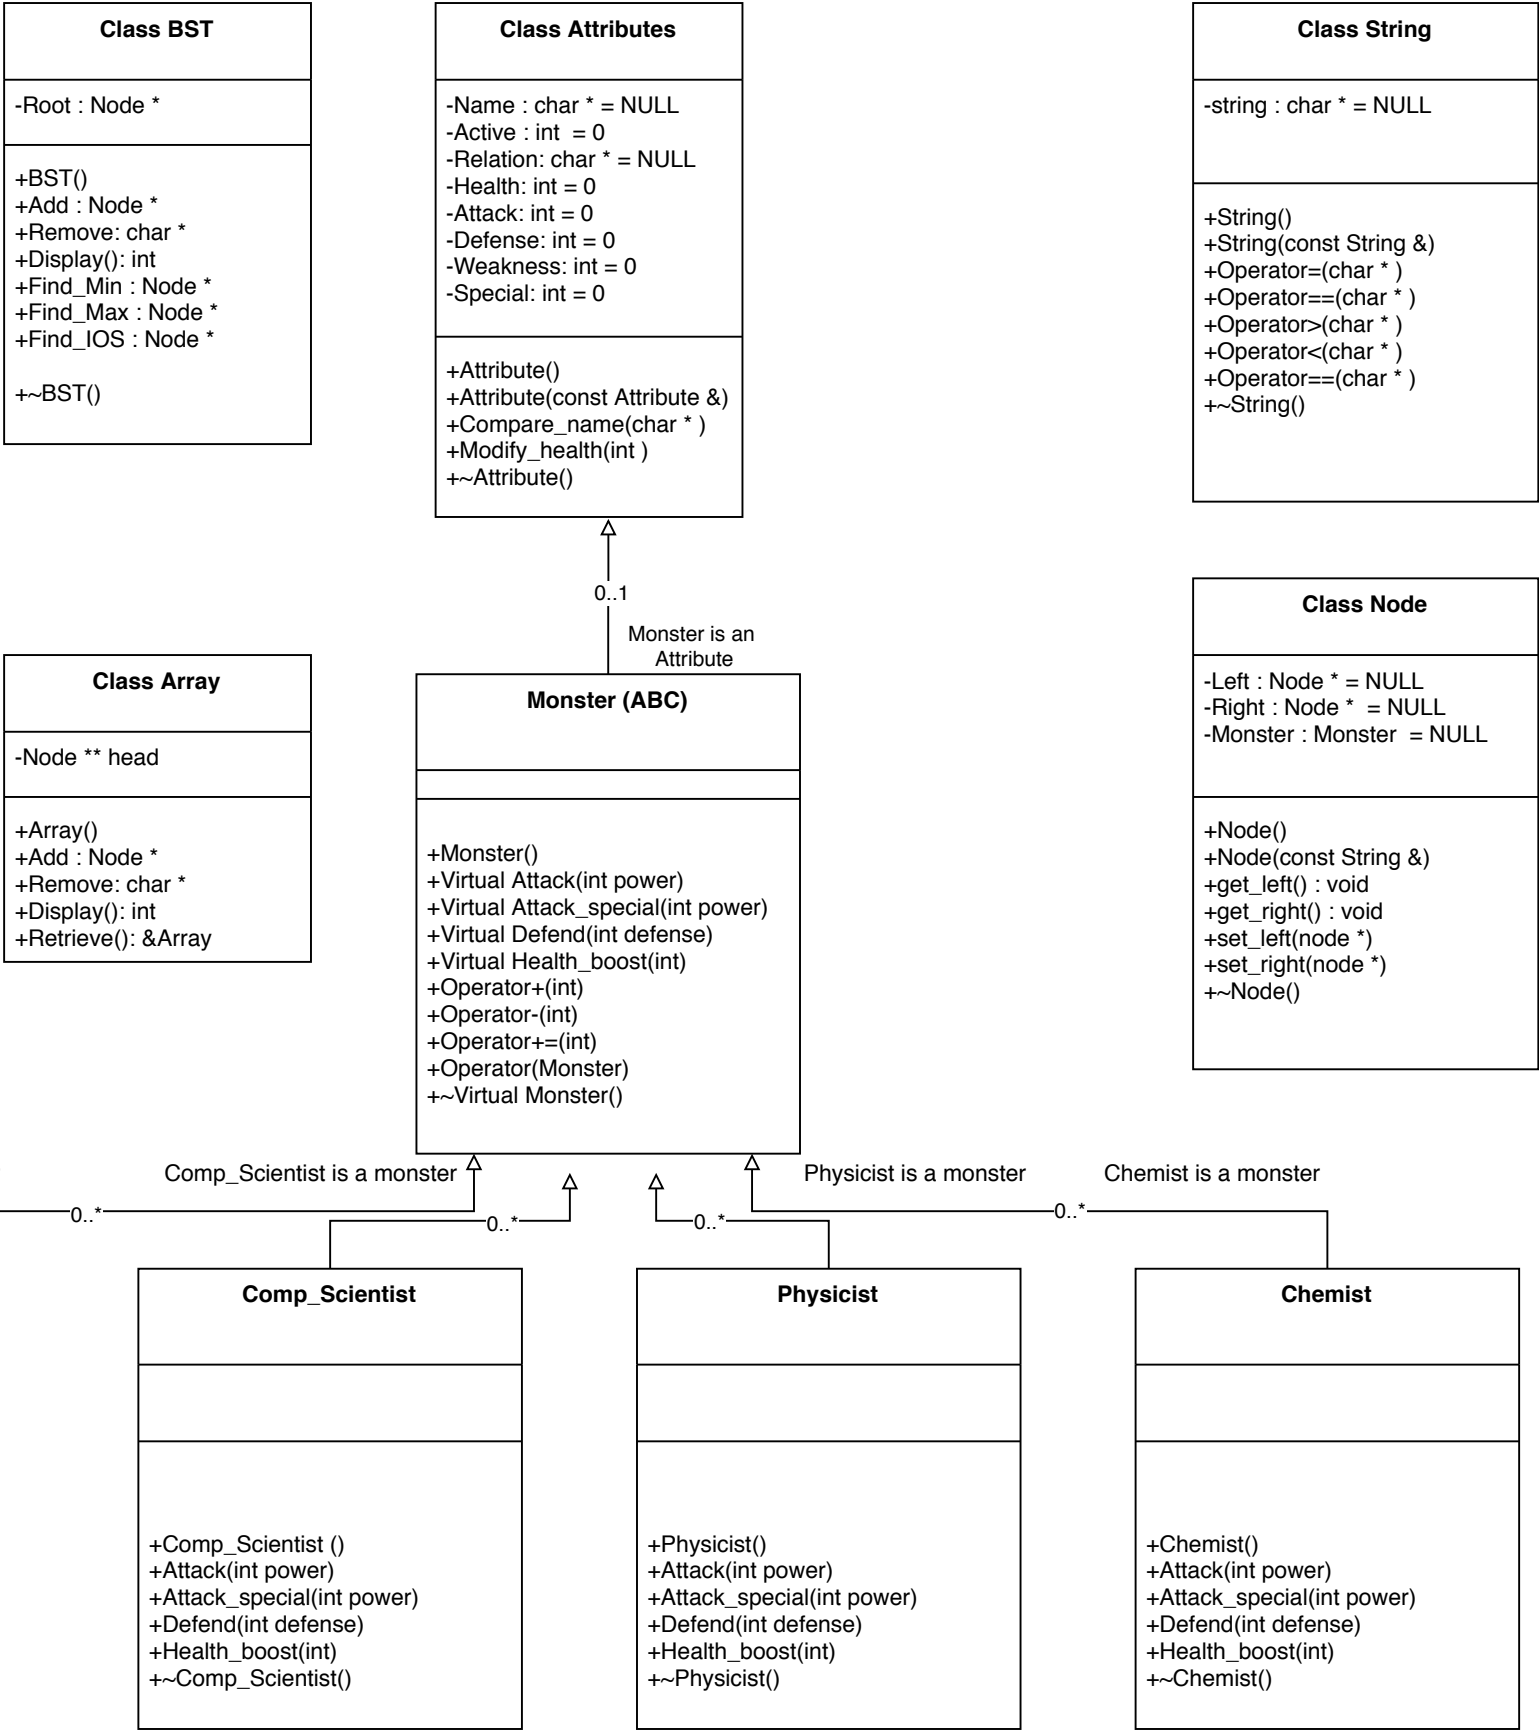 Class BST
-Root : Node *
+BST()
+Add : Node *
+Remove: char *
+Display(): int
+Find_Min : Node *
+Find_Max : Node *
+Find_IOS : Node *
+~BST()
Class Attributes
-Name : char * = NULL
-Active : int  = 0
-Relation: char * = NULL
-Health: int = 0
-Attack: int = 0
-Defense: int = 0
-Weakness: int = 0
-Special: int = 0
+Attribute()
+Attribute(const Attribute &)
+Compare_name(char * )
+Modify_health(int )
+~Attribute()
Class String
-string : char * = NULL
+String()
+String(const String &)
+Operator=(char * )
+Operator==(char * )
+Operator>(char * )
+Operator<(char * )
+Operator==(char * )
+~String()
0..1
Monster is an
Attribute
Class Array
-Node ** head
+Array()
+Add : Node *
+Remove: char *
+Display(): int
+Retrieve(): &Array
Monster (ABC)
+Monster()
+Virtual Attack(int power)
+Virtual Attack_special(int power)
+Virtual Defend(int defense)
+Virtual Health_boost(int)
+Operator+(int)
+Operator-(int)
+Operator+=(int)
+Operator(Monster)
+~Virtual Monster()
Class Node
-Left : Node * = NULL
-Right : Node *  = NULL
-Monster : Monster  = NULL
+Node()
+Node(const String &)
+get_left() : void
+get_right() : void
+set_left(node *)
+set_right(node *)
+~Node()
Comp_Scientist is a monster
Physicist is a monster
Chemist is a monster
0..*
0..*
0..*
0..*
Comp_Scientist
+Comp_Scientist ()
+Attack(int power)
+Attack_special(int power)
+Defend(int defense)
+Health_boost(int)
+~Comp_Scientist()
Physicist
+Physicist()
+Attack(int power)
+Attack_special(int power)
+Defend(int defense)
+Health_boost(int)
+~Physicist()
Chemist
+Chemist()
+Attack(int power)
+Attack_special(int power)
+Defend(int defense)
+Health_boost(int)
+~Chemist()